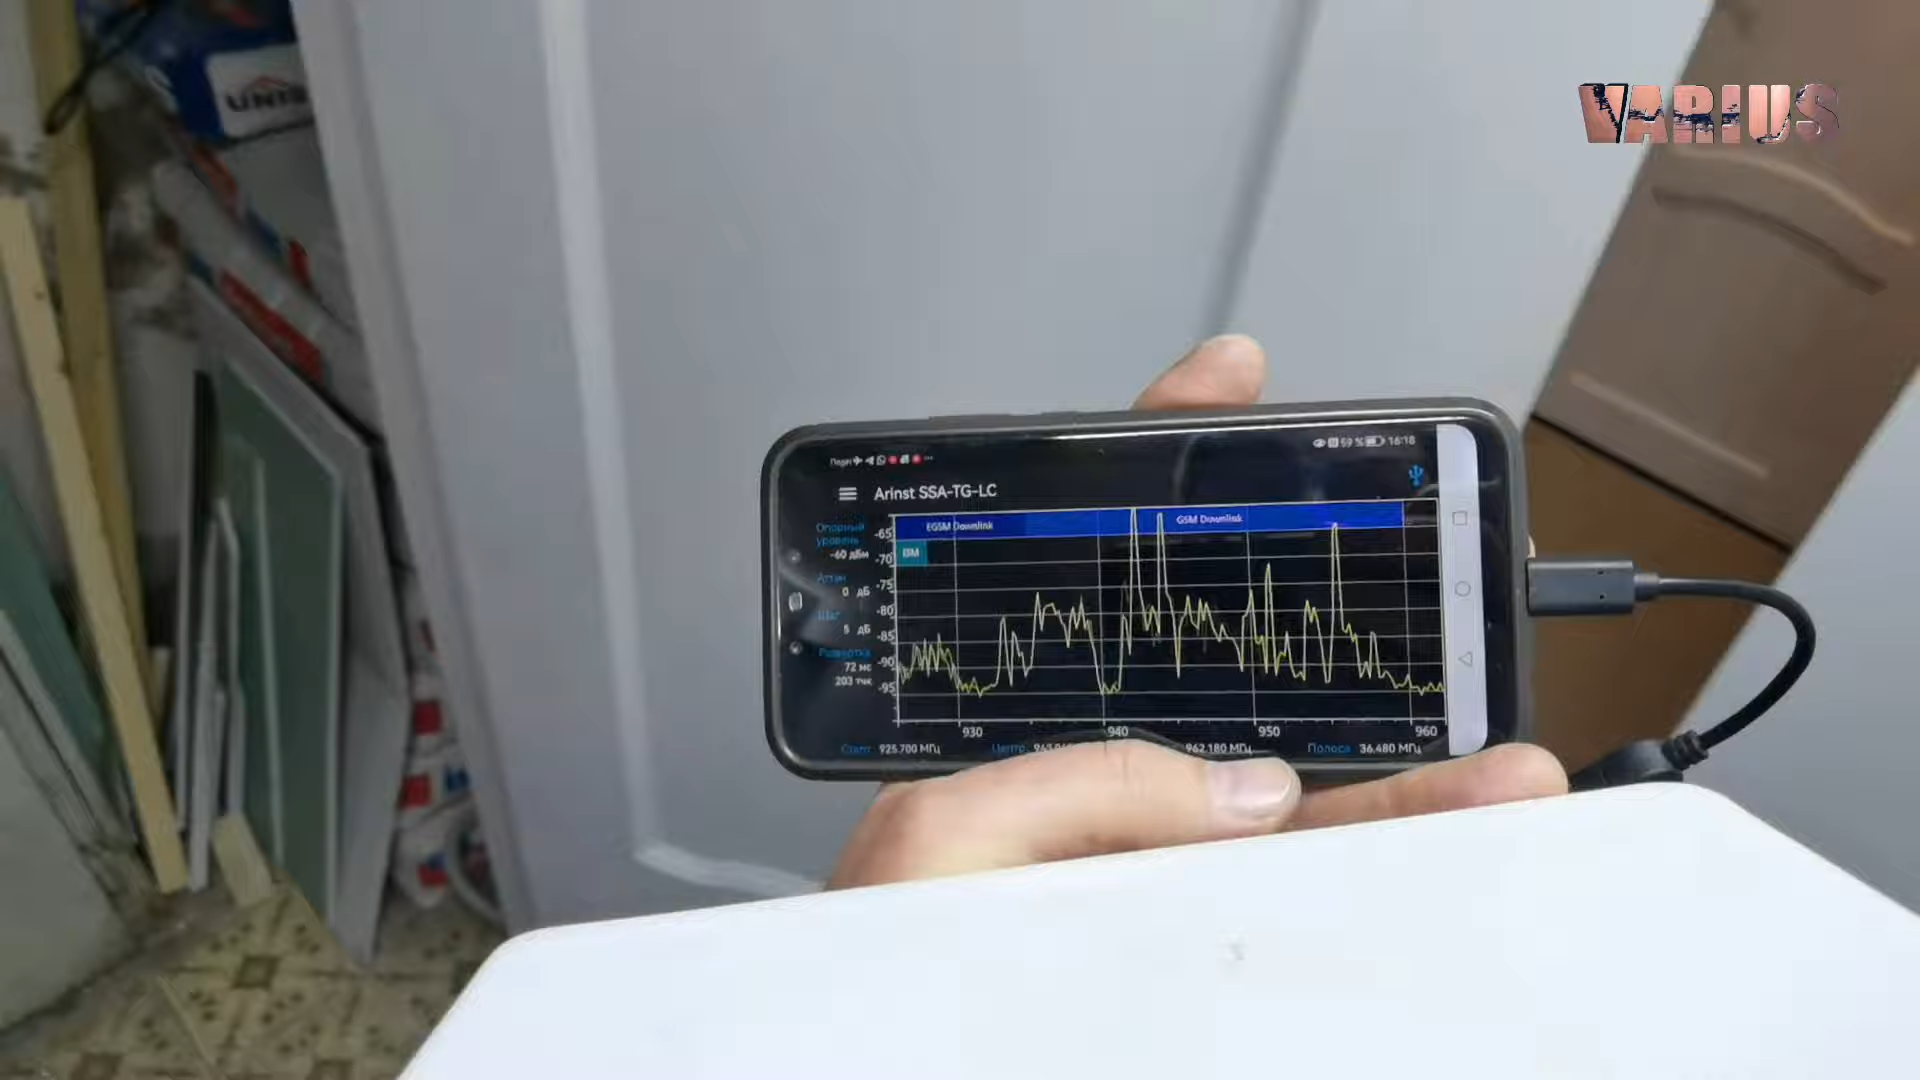 UNIS
VARIUS
59 % 16:18
Arinst SSA-TG-LC
Опорный
уровень
-60 дБм
Аттен
0 дБ
Шаг
5 дБ
Развертка
72 мс
203 тчк
EGSM Downlink
GSM Downlink
-65
-70
-75
-80
-85
-90
-95
930 940 950 960
Старт 925.700 МГц Центр 962.180 МГц Полоса 36.480 МГц